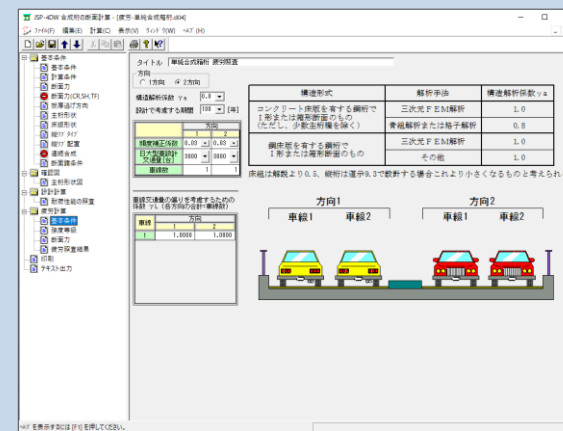 JSP-4DW 合成桁の断面計算 - [疲労-単純合成箱桁.d04]
ファイル(F) 編集(E) 計算(C) 表示(V) ウィンドウ(W) ヘルプ(H)
基本条件
基本条件
計算条件
断面力
断面力(CR,SH,TF)
板厚逃げ方向
主桁形状
床版形状
縦リブ タイプ
縦リブ 配置
連続合成
断面諸条件
確認図
主桁形状図
設計計算
耐荷性能の照査
疲労計算
基本条件
強度等級
断面力
疲労照査結果
印刷
テキスト出力
タイトル 単純合成箱桁 疲労照査
方向
1方向 2方向
構造解析係数 γa 0.8
設計で考慮する期間 100 [年]
方向
1 2
頻度補正係数 0.03 0.03
日大型車設計交通量[台] 3000 3000
車線数 1 1
車線交通量の偏りを考慮するための
係数 γL (各方向の合計=車線数)
車線 方向
1 2
1 1.0000 1.0000
構造形式 解析手法 構造解析係数 γa
コンクリート床版を有する鋼桁で
I形または箱形断面のもの
(ただし、少数主桁橋を除く)
三次元FEM解析 1.0
骨組解析または格子解析 0.8
鋼床版を有する鋼桁で
I形または箱形断面のもの
三次元FEM解析 1.0
その他 1.0
床組は解説より0.5、縦桁は道示9.3で設計する場合これより小さくなるものと考えられ
方向1 方向2
車線1 車線2 車線1 車線2
ヘルプ を表示するには [F1] を押してください。